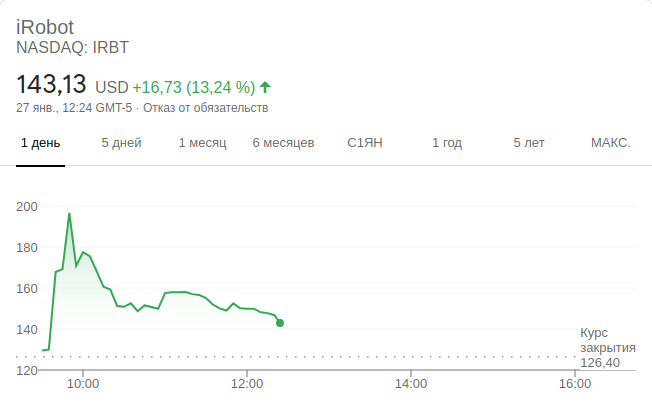 iRobot
NASDAQ: IRBT
143,13 USD +16,73 (13,24 %)
27 янв., 12:24 GMT-5 · Отказ от обязательств
1 день 5 дней 1 месяц 6 месяцев С1ЯН 1 год 5 лет МАКС.
200
180
160
140
120
Курс
закрытия
126,40
10:00 12:00 14:00 16:00